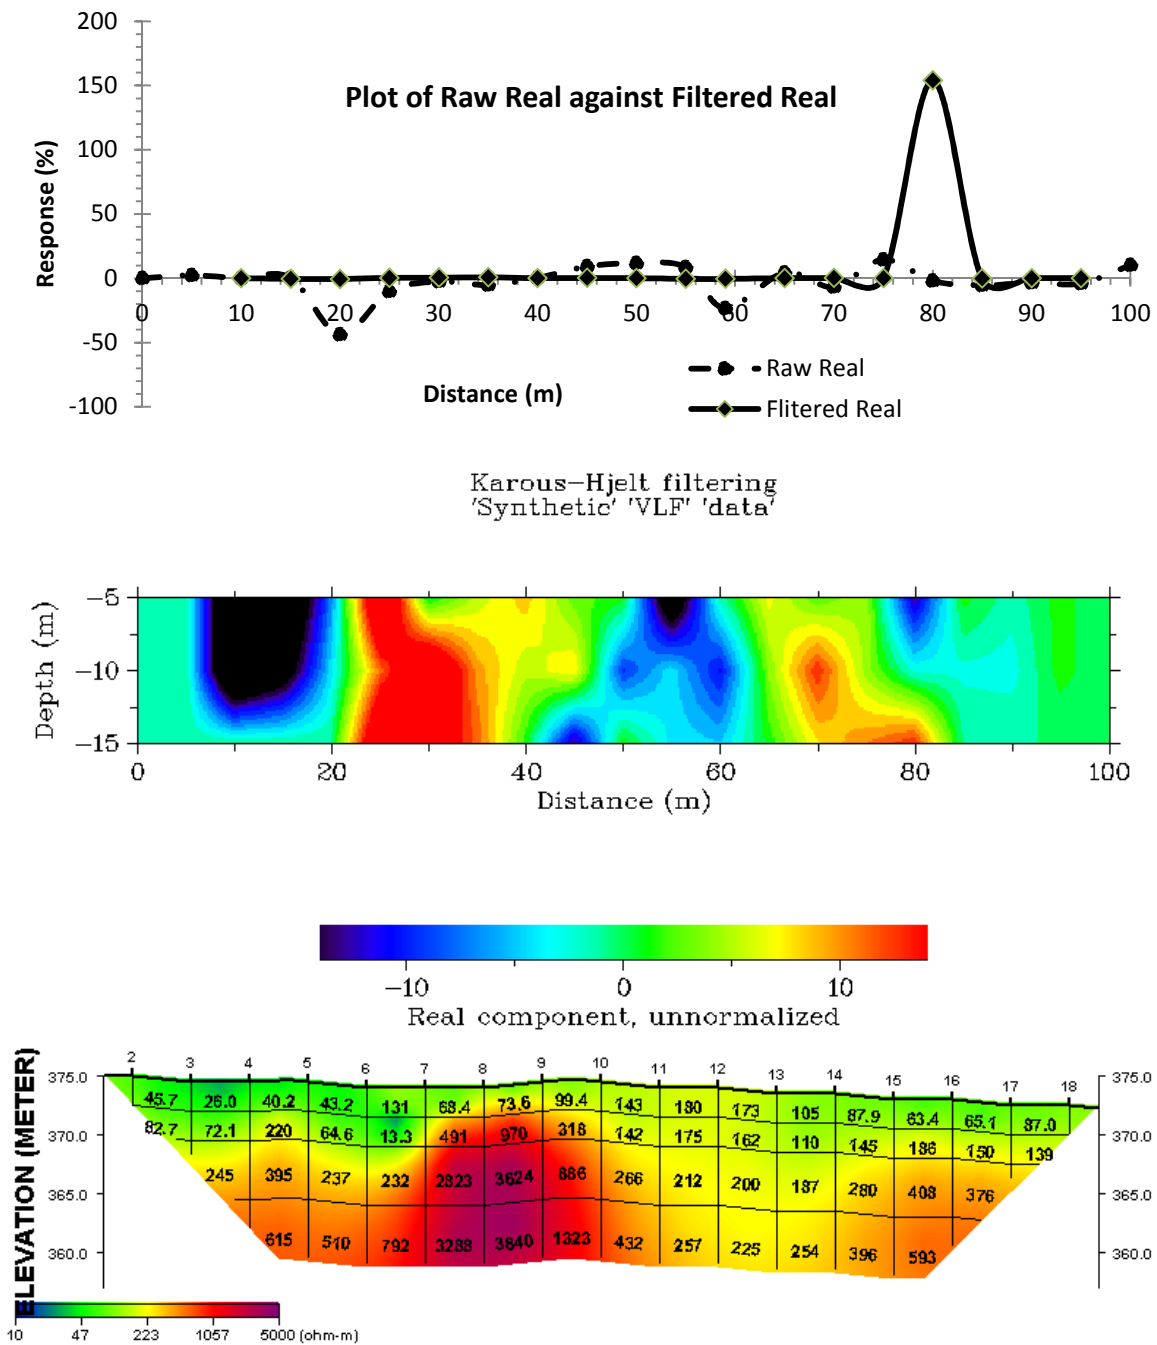 200
150
100
50
0
-50
-100
Plot of Raw Real against Filtered Real
Response (%)
0 10 20 30 40 50 60 70 80 90 100
Distance (m)
Raw Real
Flitered Real
Karous-Hjelt filtering
'Synthetic' 'VLF' 'data'
Depth (m)
-5
-10
-15
0 20 40 60 80 100
Distance (m)
-10 0 10
Real component, unnormalized
ELEVATION (METER)
2 3 4 5 6 7 8 9 10 11 12 13 14 15 16 17 18
375.0 375.0
45.7 26.0 40.2 43.2 131 68.4 73.6 99.4 143 180 173 105 87.9 63.4 65.1 87.0
370.0 370.0
82.7 72.1 220 64.6 13.3 491 970 318 142 175 162 110 145 186 150 139
365.0 365.0
245 395 237 232 2823 3624 886 266 212 200 187 280 408 376
360.0 360.0
615 510 792 3288 3840 1323 432 257 225 254 396 593
10 47 223 1057 5000 (ohm-m)